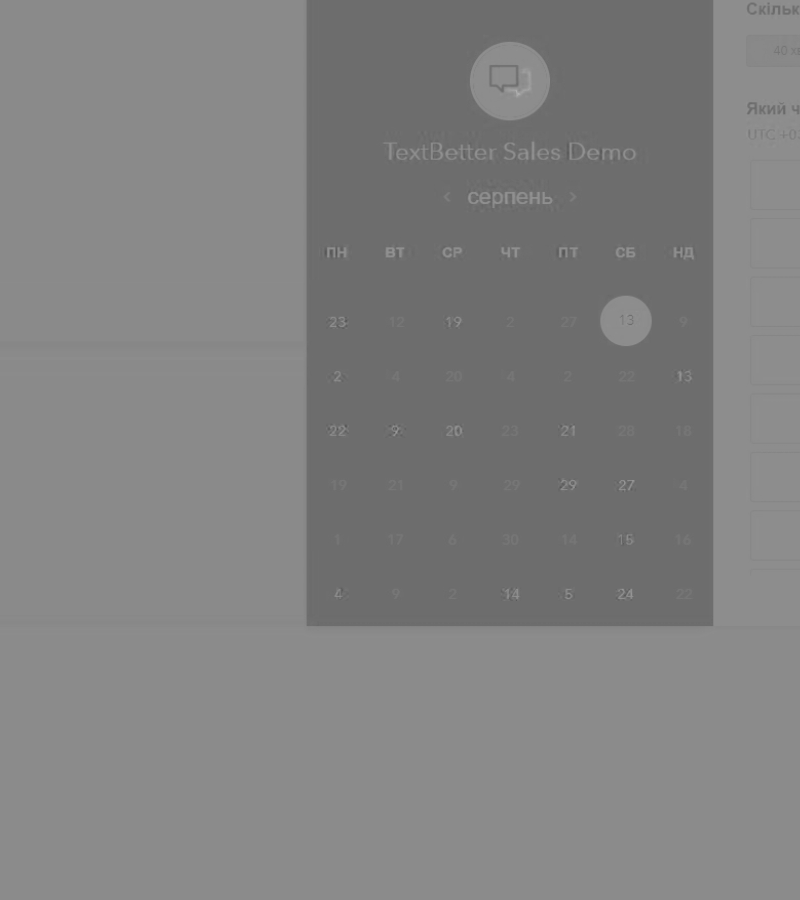 Скільк
40 хв
Який ч
UTC +0
TextBetter Sales Demo
‹ серпень ›
ПН ВТ СР ЧТ ПТ СБ НД
23 12 19 2 27 13 9
2 4 20 4 2 22 13
22 9 20 23 21 28 18
19 21 9 29 29 27 4
1 17 6 30 14 15 16
4 9 2 14 5 24 22